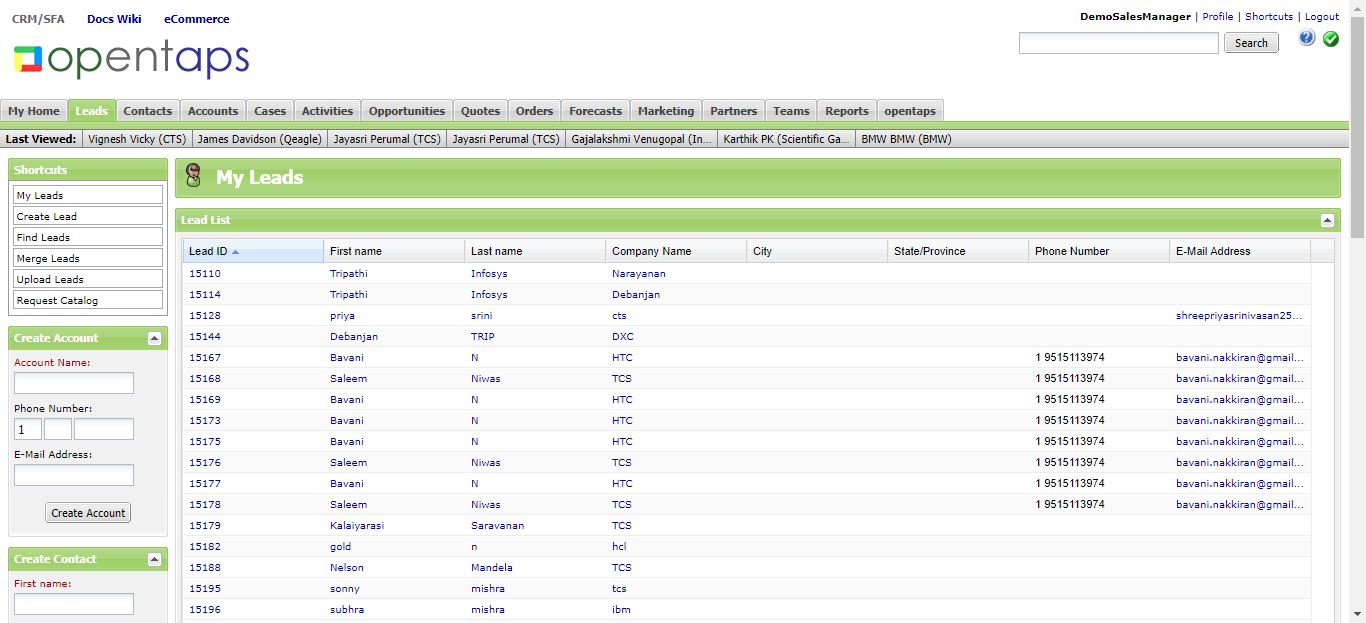 CRM/SFA Docs Wiki eCommerce
DemoSalesManager | Profile | Shortcuts | Logout
opentaps
Search
My Home Leads Contacts Accounts Cases Activities Opportunities Quotes Orders Forecasts Marketing Partners Teams Reports opentaps
Last Viewed: Vignesh Vicky (CTS) James Davidson (Qeagle) Jayasri Perumal (TCS) Jayasri Perumal (TCS) Gajalakshmi Venugopal (In... Karthik PK (Scientific Ga... BMW BMW (BMW)
Shortcuts
My Leads
Create Lead
Find Leads
Merge Leads
Upload Leads
Request Catalog
Create Account
Account Name:
Phone Number:
1
E-Mail Address:
Create Account
Create Contact
First name:
My Leads
Lead List
Lead ID First name Last name Company Name City State/Province Phone Number E-Mail Address
15110 Tripathi Infosys Narayanan
15114 Tripathi Infosys Debanjan
15128 priya srini cts shreepriyasrinivasan25...
15144 Debanjan TRIP DXC
15167 Bavani N HTC 1 9515113974 bavani.nakkiran@gmail...
15168 Saleem Niwas TCS 1 9515113974 bavani.nakkiran@gmail...
15169 Bavani N HTC 1 9515113974 bavani.nakkiran@gmail...
15173 Bavani N HTC 1 9515113974 bavani.nakkiran@gmail...
15175 Bavani N HTC 1 9515113974 bavani.nakkiran@gmail...
15176 Saleem Niwas TCS 1 9515113974 bavani.nakkiran@gmail...
15177 Bavani N HTC 1 9515113974 bavani.nakkiran@gmail...
15178 Saleem Niwas TCS 1 9515113974 bavani.nakkiran@gmail...
15179 Kalaiyarasi Saravanan TCS
15182 gold n hcl
15188 Nelson Mandela TCS
15195 sonny mishra tcs
15196 subhra mishra ibm